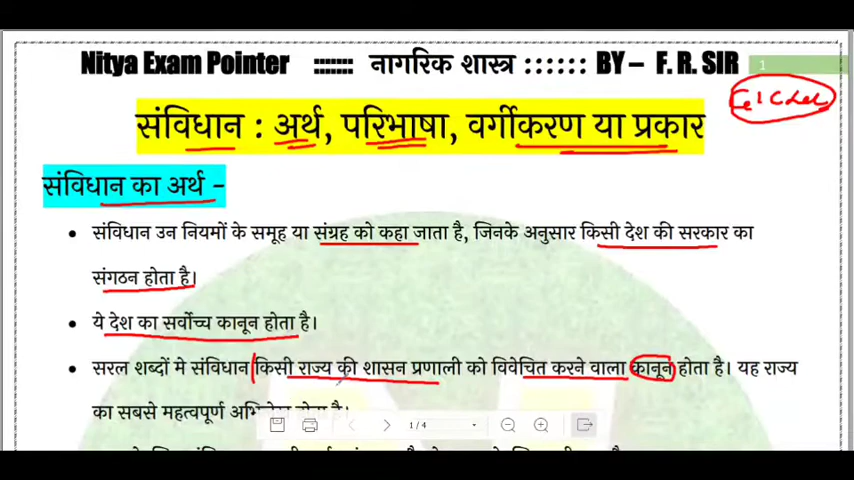 Nitya Exam Pointer ::::::: नागरिक शास्त्र :::::: BY – F. R. SIR
1
संविधान : अर्थ, परिभाषा, वर्गीकरण या प्रकार
संविधान का अर्थ -
• संविधान उन नियमों के समूह या संग्रह को कहा जाता है, जिनके अनुसार किसी देश की सरकार का
संगठन होता है।
• ये देश का सर्वोच्च कानून होता है।
• सरल शब्दों मे संविधान किसी राज्य की शासन प्रणाली को विवेचित करने वाला कानून होता है। यह राज्य
का सबसे महत्वपूर्ण
1 / 4